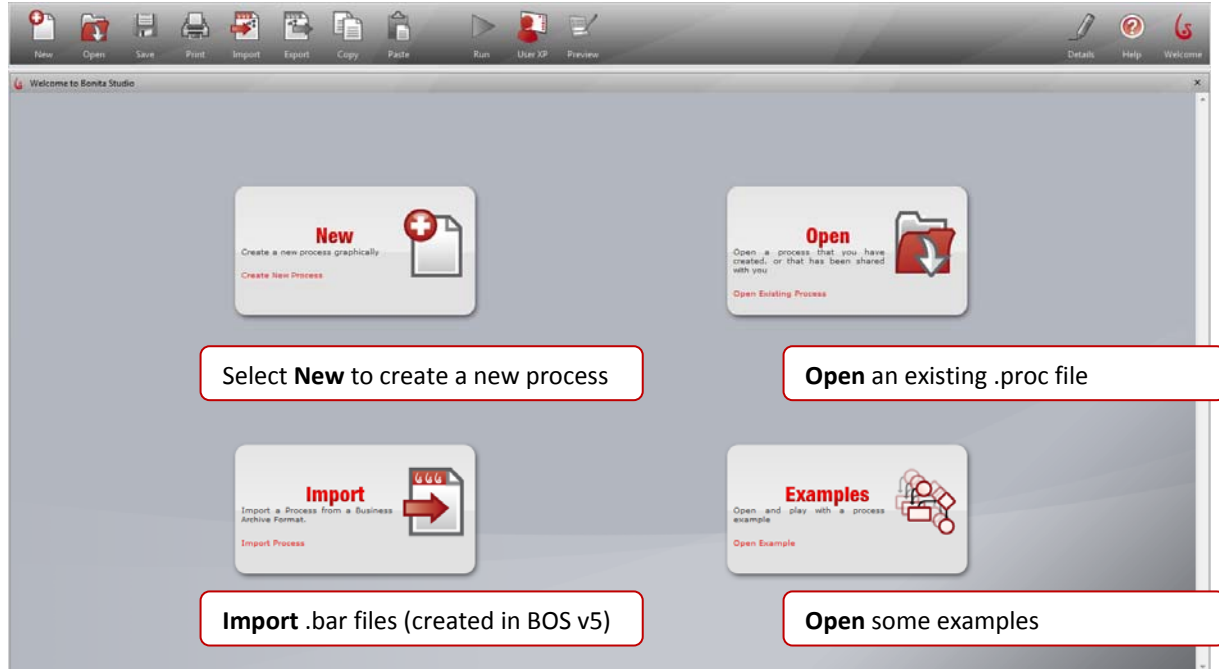 New Open Save Print Import Export Copy Paste Run User XP Preview Details Help Welcome
Welcome to Bonita Studio
New
Create a new process graphically
Create New Process
Open
Open a process that you have
created, or that has been shared
with you
Open Existing Process
Select New to create a new process
Open an existing .proc file
Import
Import a Process from a Business
Archive Format.
Import Process
Examples
Open and play with a process
example
Open Example
Import .bar files (created in BOS v5)
Open some examples